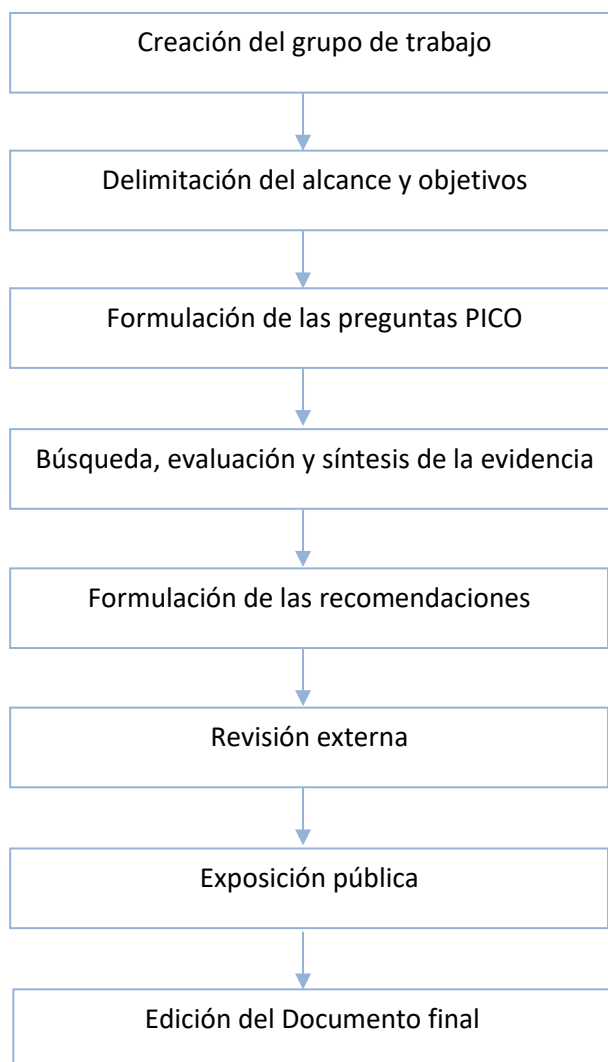 Creación del grupo de trabajo
Delimitación del alcance y objetivos
Formulación de las preguntas PICO
Búsqueda, evaluación y síntesis de la evidencia
Formulación de las recomendaciones
Revisión externa
Exposición pública
Edición del Documento final